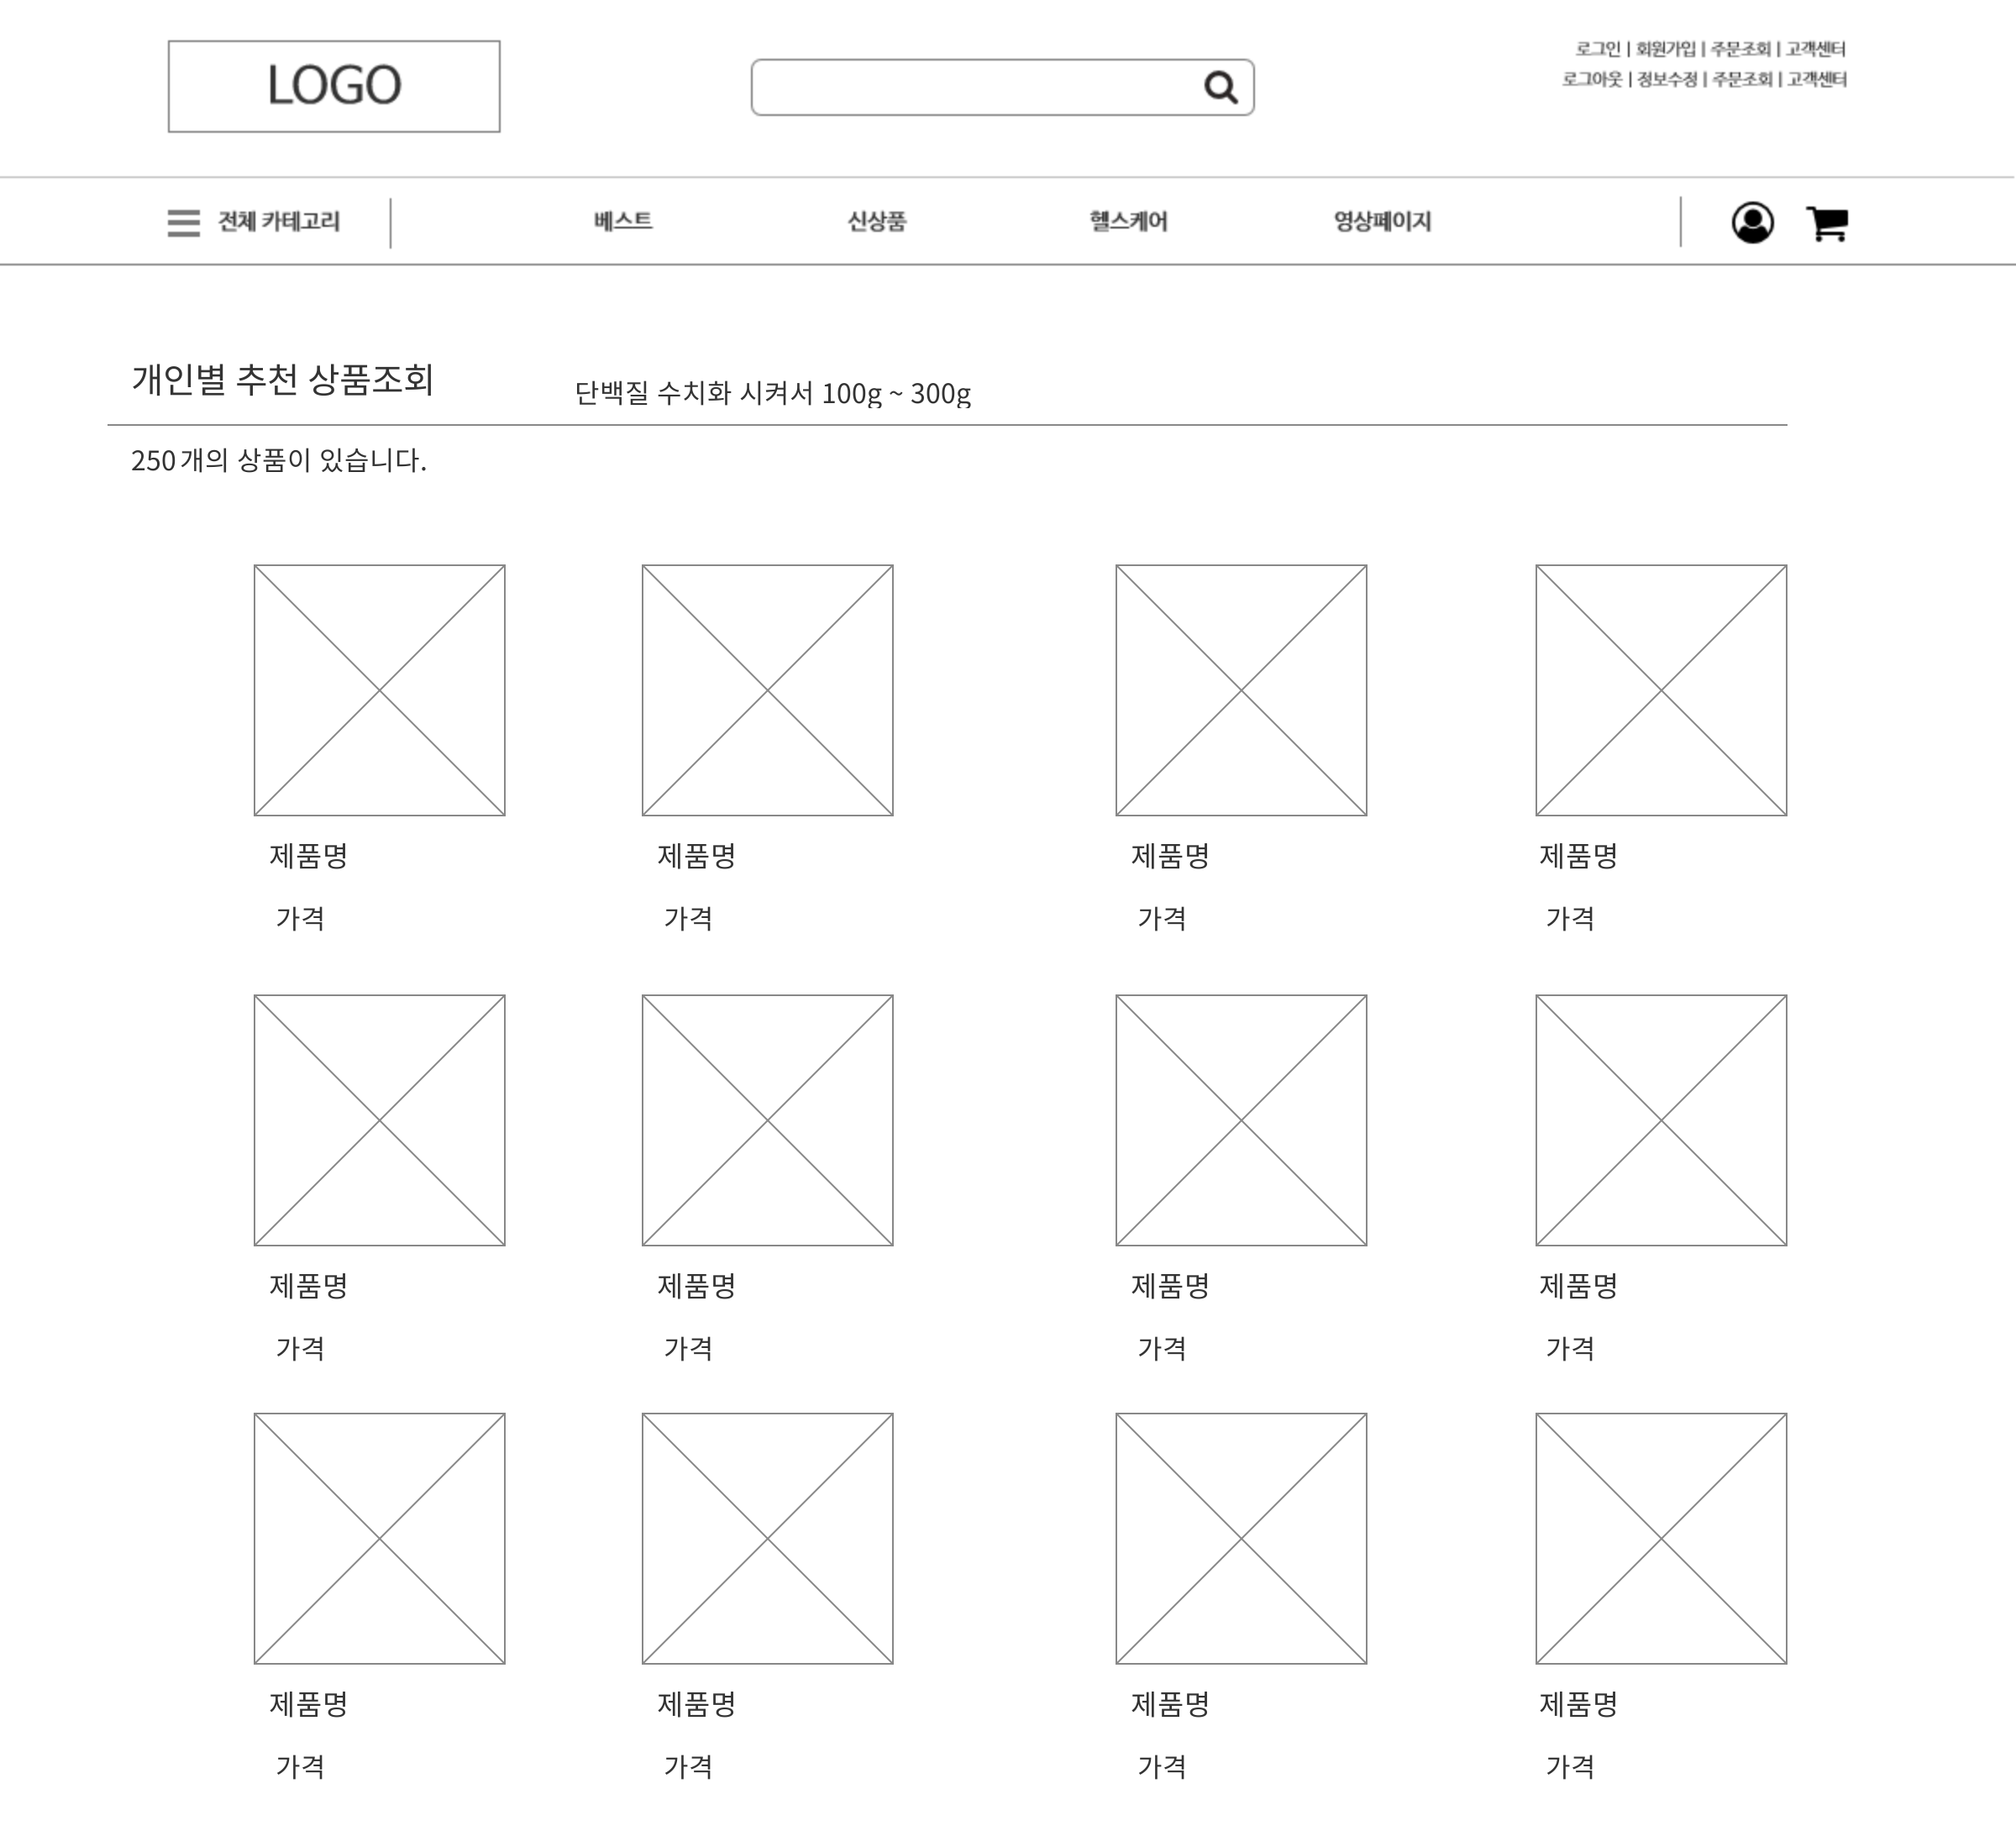 LOGO
로그인 | 회원가입 | 주문조회 | 고객센터
로그아웃 | 정보수정 | 주문조회 | 고객센터
전체 카테고리
베스트
신상품
헬스케어
영상페이지
개인별 추천 상품조회
단백질 수치화 시켜서 100g ~ 300g
250개의 상품이 있습니다.
제품명 제품명 제품명 제품명
가격 가격 가격 가격
제품명 제품명 제품명 제품명
가격 가격 가격 가격
제품명 제품명 제품명 제품명
가격 가격 가격 가격